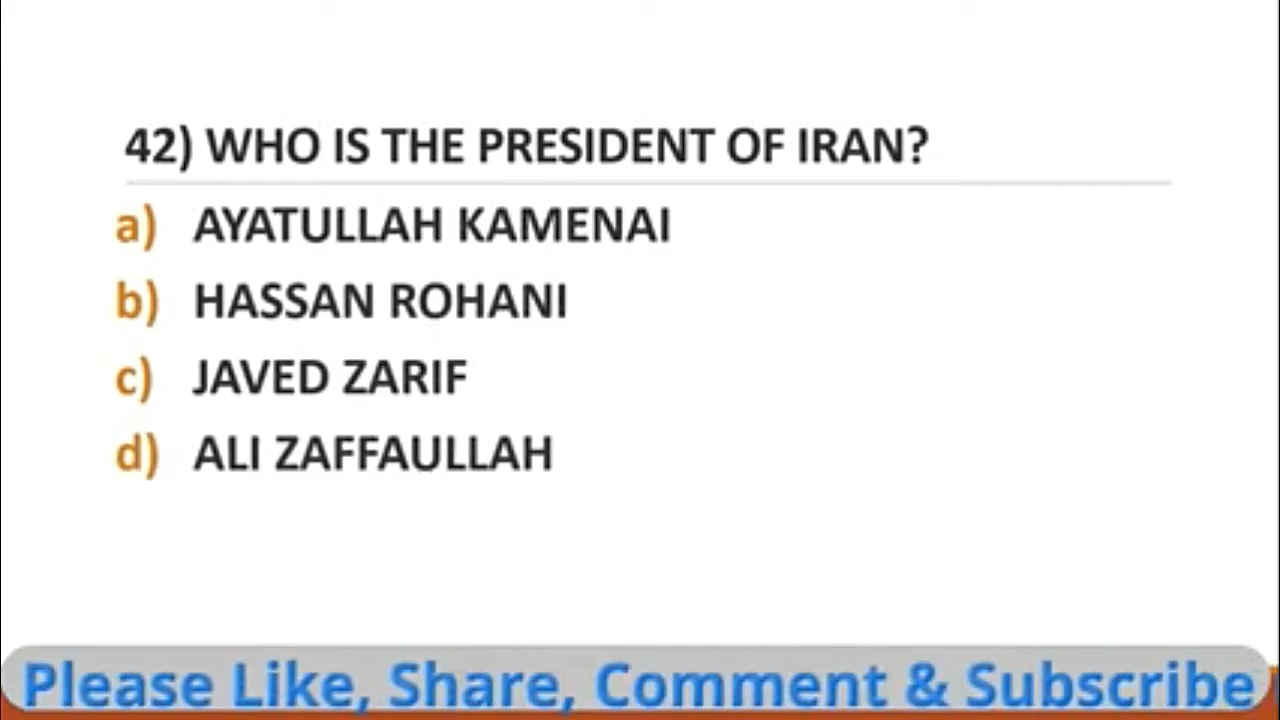 42) WHO IS THE PRESIDENT OF IRAN?
a) AYATULLAH KAMENAI
b) HASSAN ROHANI
c) JAVED ZARIF
d) ALI ZAFFAULLAH
Please Like, Share, Comment & Subscribe